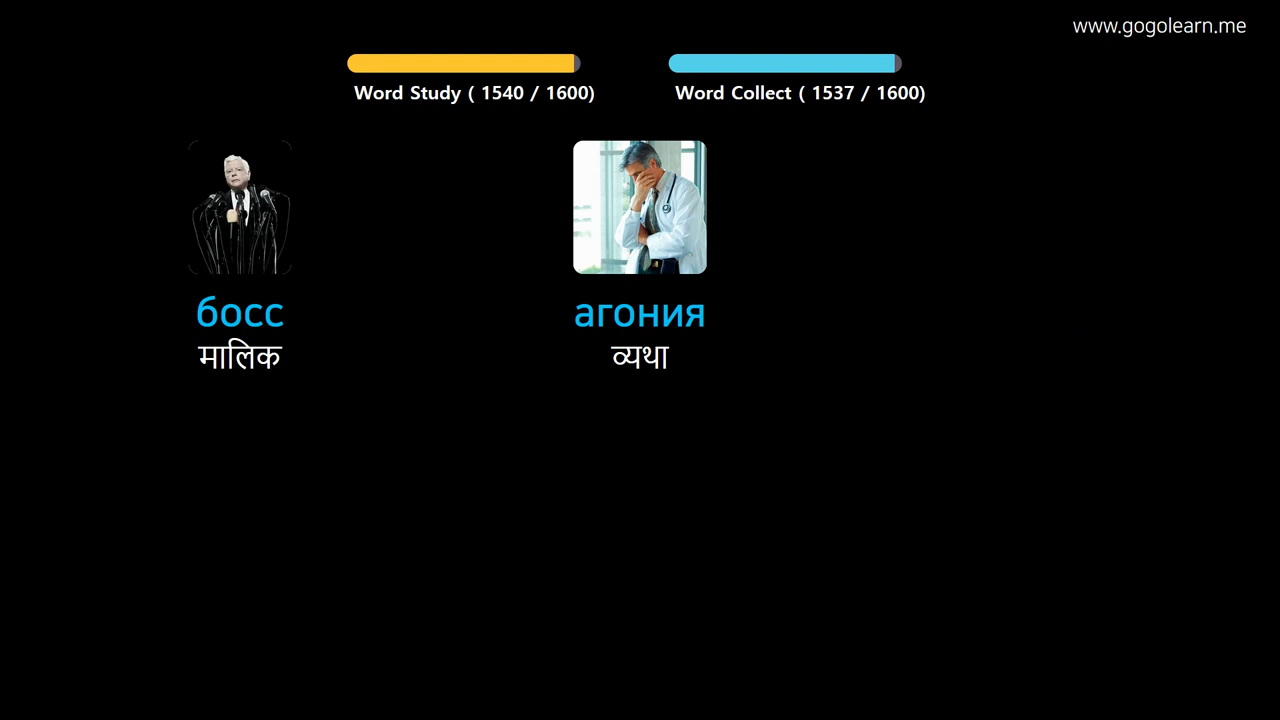 www.gogolearn.me
Word Study ( 1540 / 1600)
Word Collect ( 1537 / 1600)
босс
агония
मालिक
व्यथा